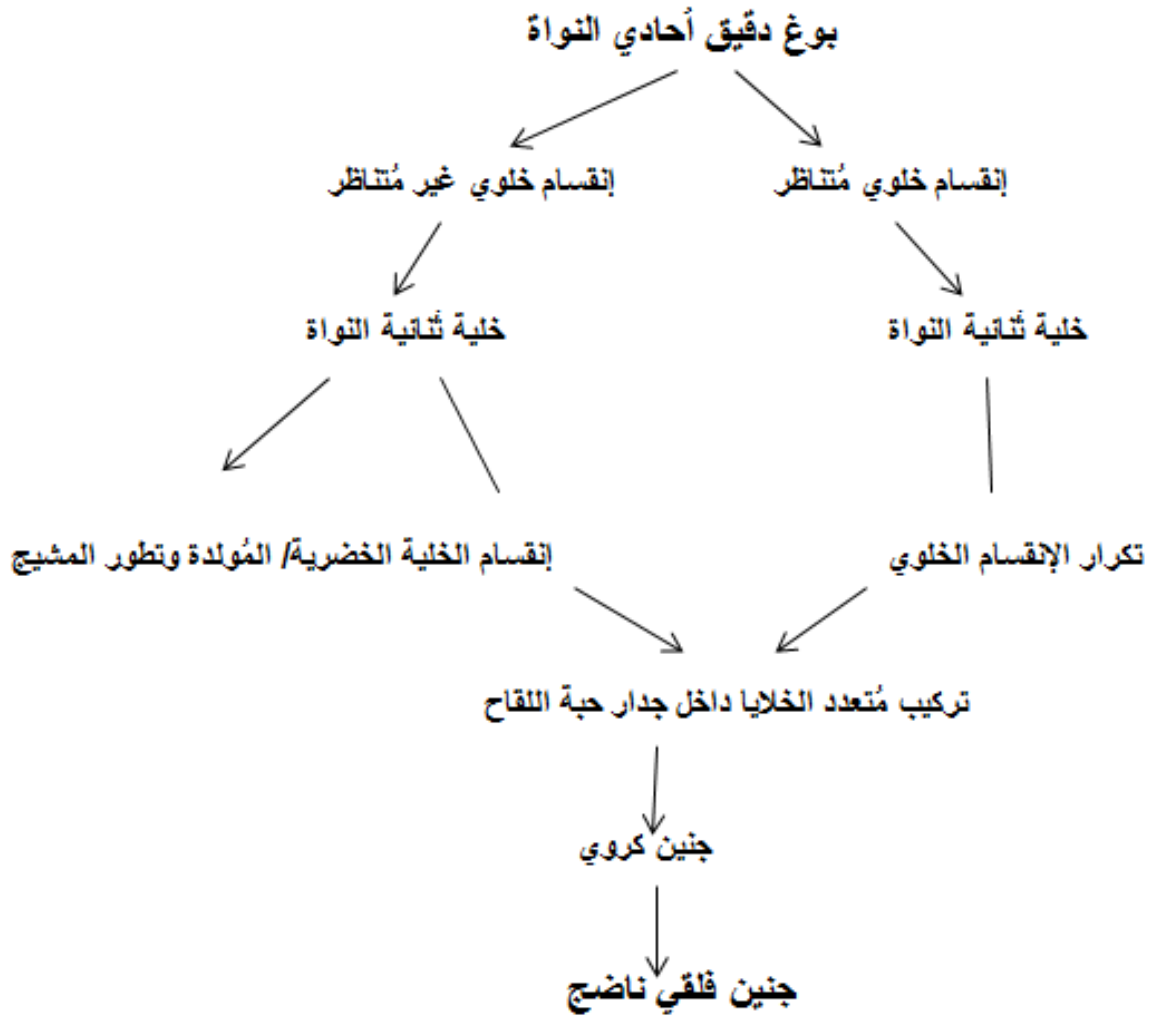 بوغ دقيق أحادي النواة
إنقسام خلوي مُتناظر
إنقسام خلوي غير مُتناظر
خلية ثنائية النواة
خلية ثنائية النواة
تكرار الإنقسام الخلوي
إنقسام الخلية الخضرية/ المُولدة وتطور المشيج
تركيب مُتعدد الخلايا داخل جدار حبة اللقاح
جنين كروي
جنين فلقي ناضج